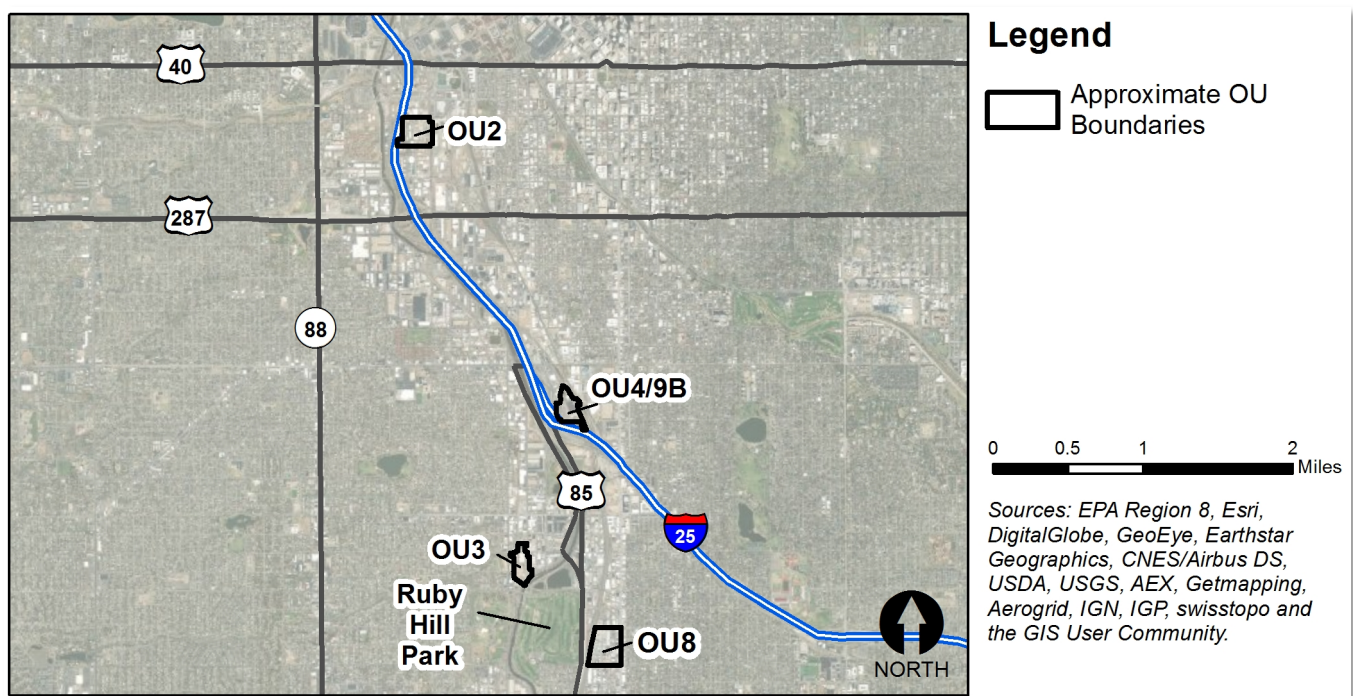 40
OU2
287
88
OU4/9B
85
25
OU3
Ruby
Hill
Park
OU8
NORTH
Legend
Approximate OU
Boundaries
0 0.5 1 2
Miles
Sources: EPA Region 8, Esri,
DigitalGlobe, GeoEye, Earthstar
Geographics, CNES/Airbus DS,
USDA, USGS, AEX, Getmapping,
Aerogrid, IGN, IGP, swisstopo and
the GIS User Community.